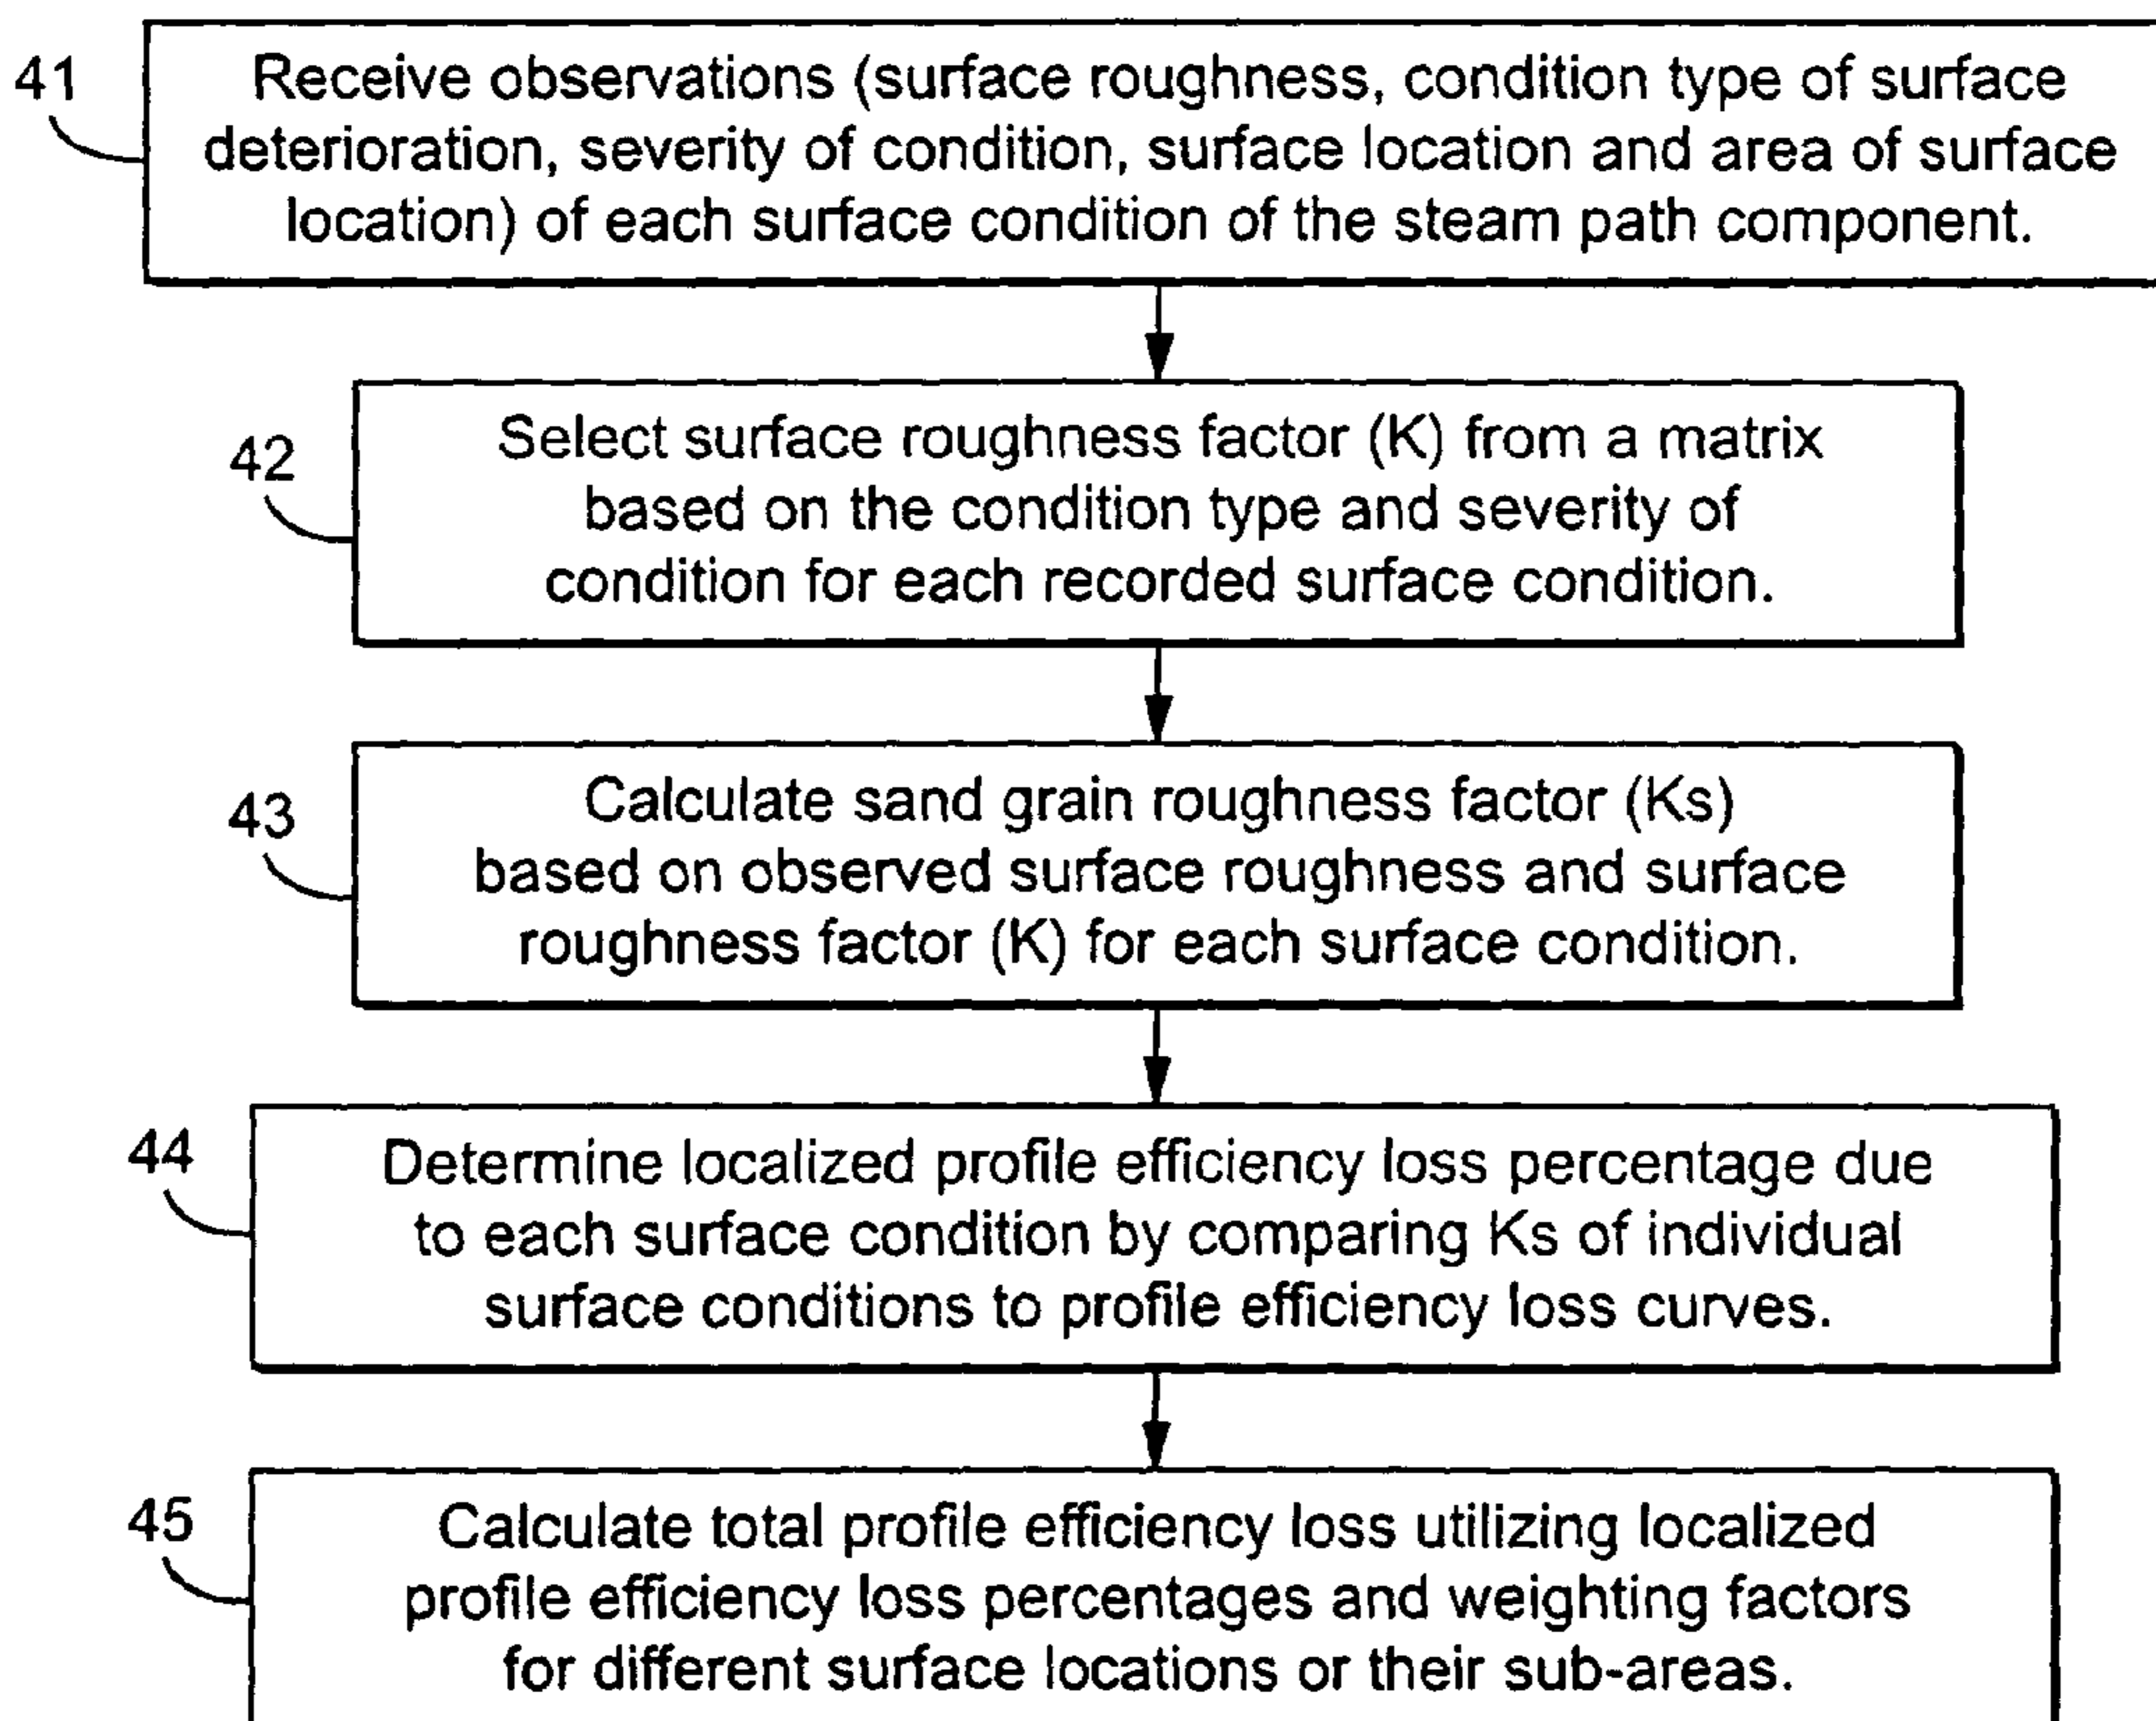 41
Receive observations (surface roughness, condition type of surface
deterioration, severity of condition, surface location and area of surface
location) of each surface condition of the steam path component.
42
Select surface roughness factor (K) from a matrix
based on the condition type and severity of
condition for each recorded surface condition.
43
Calculate sand grain roughness factor (Ks)
based on observed surface roughness and surface
roughness factor (K) for each surface condition.
44
Determine localized profile efficiency loss percentage due
to each surface condition by comparing Ks of individual
surface conditions to profile efficiency loss curves.
45
Calculate total profile efficiency loss utilizing localized
profile efficiency loss percentages and weighting factors
for different surface locations or their sub-areas.